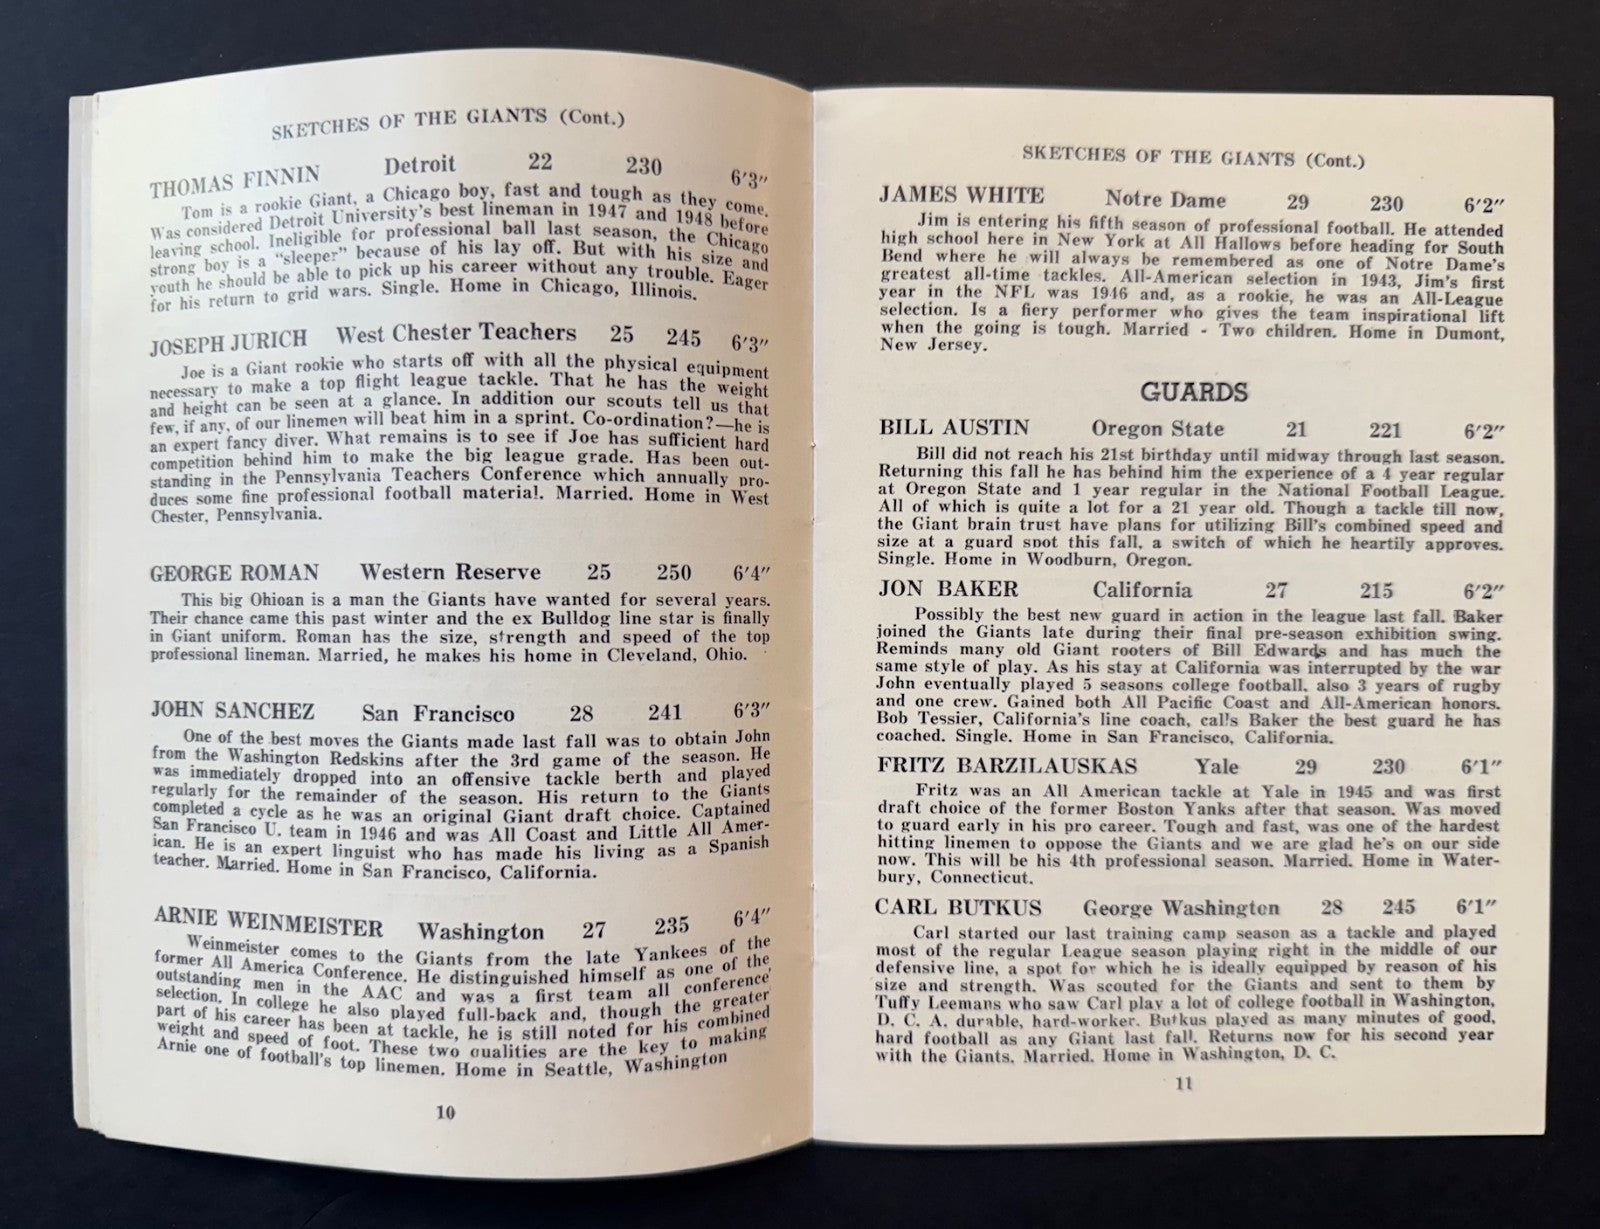 SKETCHES OF THE GIANTS (Cont.)
THOMAS FINNIN Detroit 22 230 6'3"
Tom is a rookie Giant, a Chicago boy, fast and tough as they come.
Was considered Detroit University's best lineman in 1947 and 1948 before
leaving school. Ineligible for professional ball last season, the Chicago
strong boy is a "sleeper" because of his lay off. But with his size and
youth he should be able to pick up his career without any trouble. Eager
for his return to grid wars. Single. Home in Chicago, Illinois.
JOSEPH JURICH West Chester Teachers 25 245 6'3"
Joe is a Giant rookie who starts off with all the physical equipment
necessary to make a top flight league tackle. That he has the weight
and height can be seen at a glance. In addition our scouts tell us that
few, if any, of our linemen will beat him in a sprint. Co-ordination?—he is
an expert fancy diver. What remains is to see if Joe has sufficient hard
competition behind him to make the big league grade. Has been out-
standing in the Pennsylvania Teachers Conference which annually pro-
duces some fine professional football material. Married. Home in West
Chester, Pennsylvania.
GEORGE ROMAN Western Reserve 25 250 6'4"
This big Ohioan is a man the Giants have wanted for several years.
Their chance came this past winter and the ex Bulldog line star is finally
in Giant uniform. Roman has the size, strength and speed of the top
professional lineman. Married, he makes his home in Cleveland, Ohio.
JOHN SANCHEZ San Francisco 28 241 6'3"
One of the best moves the Giants made last fall was to obtain John
from the Washington Redskins after the 3rd game of the season. He
was immediately dropped into an offensive tackle berth and played
regularly for the remainder of the season. His return to the Giants
completed a cycle as he was an original Giant draft choice. Captained
San Francisco U. team in 1946 and was All Coast and Little All Amer-
ican. He is an expert linguist who has made his living as a Spanish
teacher. Married. Home in San Francisco, California.
ARNIE WEINMEISTER Washington 27 235 6'4"
Weinmeister comes to the Giants from the late Yankees of the
former All America Conference. He distinguished himself as one of the
outstanding men in the AAC and was a first team all conference
selection. In college he also played full-back and, though the greater
part of his career has been at tackle, he is still noted for his combined
weight and speed of foot. These two qualities are the key to making
Arnie one of football's top linemen. Home in Seattle, Washington
10
SKETCHES OF THE GIANTS (Cont.)
JAMES WHITE Notre Dame 29 230 6'2"
Jim is entering his fifth season of professional football. He attended
high school here in New York at All Hallows before heading for South
Bend where he will always be remembered as one of Notre Dame's
greatest all-time tackles. All-American selection in 1943, Jim's first
year in the NFL was 1946 and, as a rookie, he was an All-League
selection. Is a fiery performer who gives the team inspirational lift
when the going is tough. Married - Two children. Home in Dumont,
New Jersey.
GUARDS
BILL AUSTIN Oregon State 21 221 6'2"
Bill did not reach his 21st birthday until midway through last season.
Returning this fall he has behind him the experience of a 4 year regular
at Oregon State and 1 year regular in the National Football League.
All of which is quite a lot for a 21 year old. Though a tackle till now,
the Giant brain trust have plans for utilizing Bill's combined speed and
size at a guard spot this fall, a switch of which he heartily approves.
Single. Home in Woodburn, Oregon.
JON BAKER California 27 215 6'2"
Possibly the best new guard in action in the league last fall. Baker
joined the Giants late during their final pre-season exhibition swing.
Reminds many old Giant rooters of Bill Edwards and has much the
same style of play. As his stay at California was interrupted by the war
John eventually played 5 seasons college football, also 3 years of rugby
and one crew. Gained both All Pacific Coast and All-American honors.
Bob Tessier, California's line coach, cal's Baker the best guard he has
coached. Single. Home in San Francisco, California.
FRITZ BARZILAUSKAS Yale 29 230 6'1"
Fritz was an All American tackle at Yale in 1945 and was first
draft choice of the former Boston Yanks after that season. Was moved
to guard early in his pro career. Tough and fast, was one of the hardest
hitting linemen to oppose the Giants and we are glad he's on our side
now. This will be his 4th professional season. Married. Home in Water-
bury, Connecticut.
CARL BUTKUS George Washington 28 245 6'1"
Carl started our last training camp season as a tackle and played
most of the regular League season playing right in the middle of our
defensive line, a spot for which he is ideally equipped by reason of his
size and strength. Was scouted for the Giants and sent to them by
Tuffy Leemans who saw Carl play a lot of college football in Washington,
D. C. A. durable, hard-worker. Butkus played as many minutes of good,
hard football as any Giant last fall. Returns now for his second year
with the Giants. Married. Home in Washington, D. C.
11